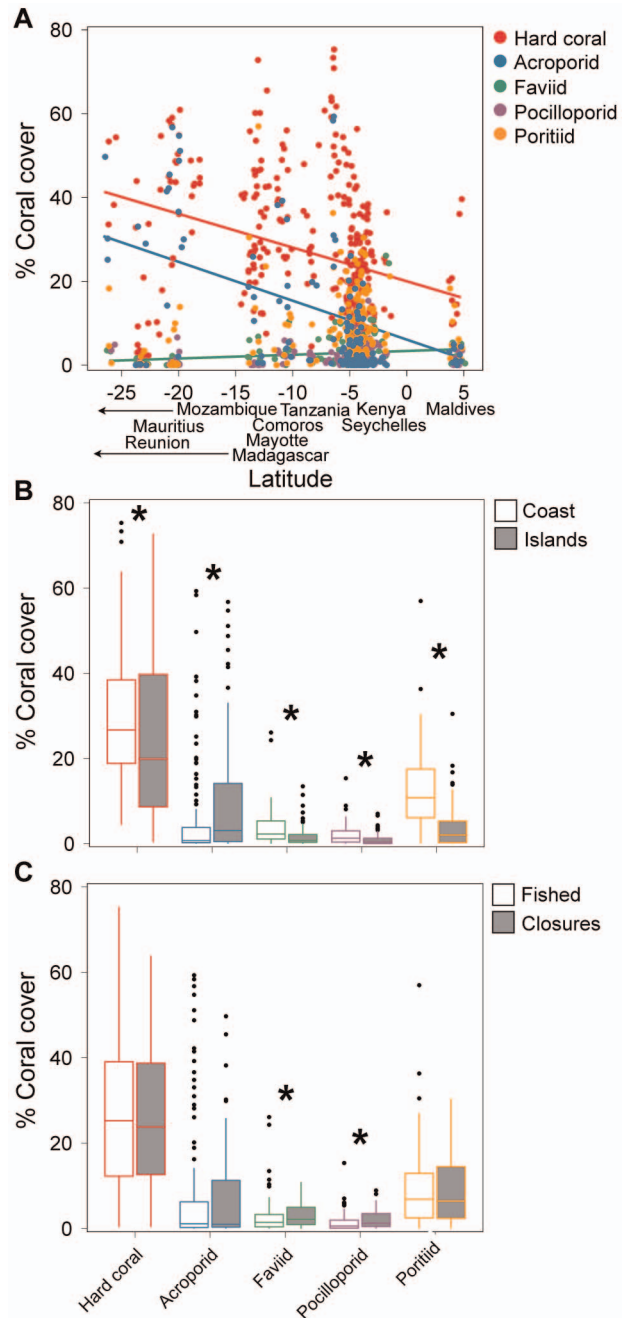 A
80
60
40
20
0
% Coral cover
Hard coral
Acroporid
Faviid
Pocilloporid
Poritiid
-25 -20 -15 -10 -5 0 5
Mozambique Tanzania Kenya Maldives
Mauritius Comoros Seychelles
Reunion Mayotte
Madagascar
Latitude
B
80
60
40
20
0
% Coral cover
Coast
Islands
* * * * *
C
80
60
40
20
0
% Coral cover
Fished
Closures
* *
Hard coral
Acroporid
Faviid
Pocilloporid
Poritiid